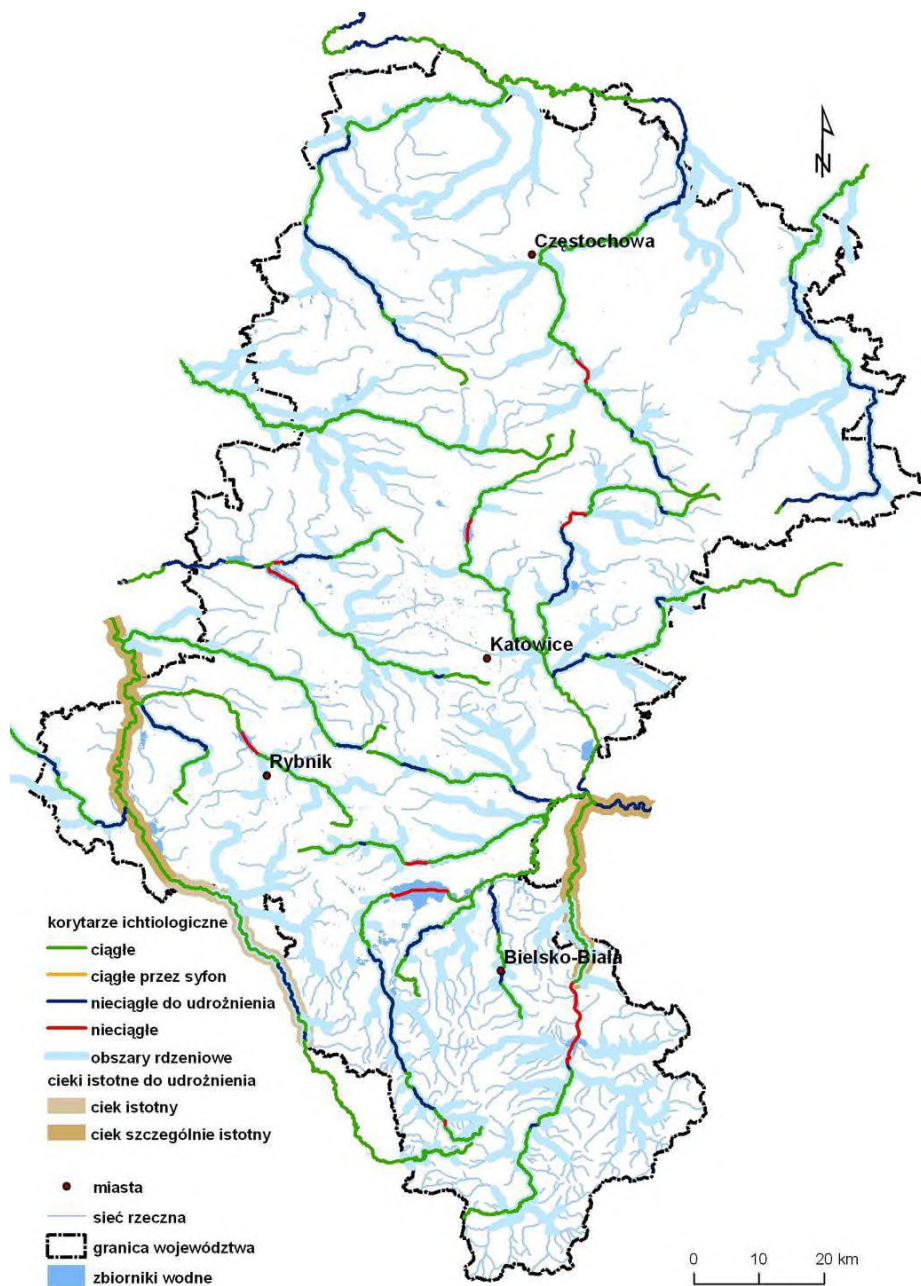 N
Częstochowa
Katowice
Rybnik
Bielsko-Biała
korytarze ichtiologiczne
ciągłe
ciągłe przez syfon
nieciągłe do udrożnienia
nieciągłe
obszary rdzeniowe
cieki istotne do udrożnienia
ciek istotny
ciek szczególnie istotny
miasta
sieć rzeczna
granica województwa
zbiorniki wodne
0 10 20 km